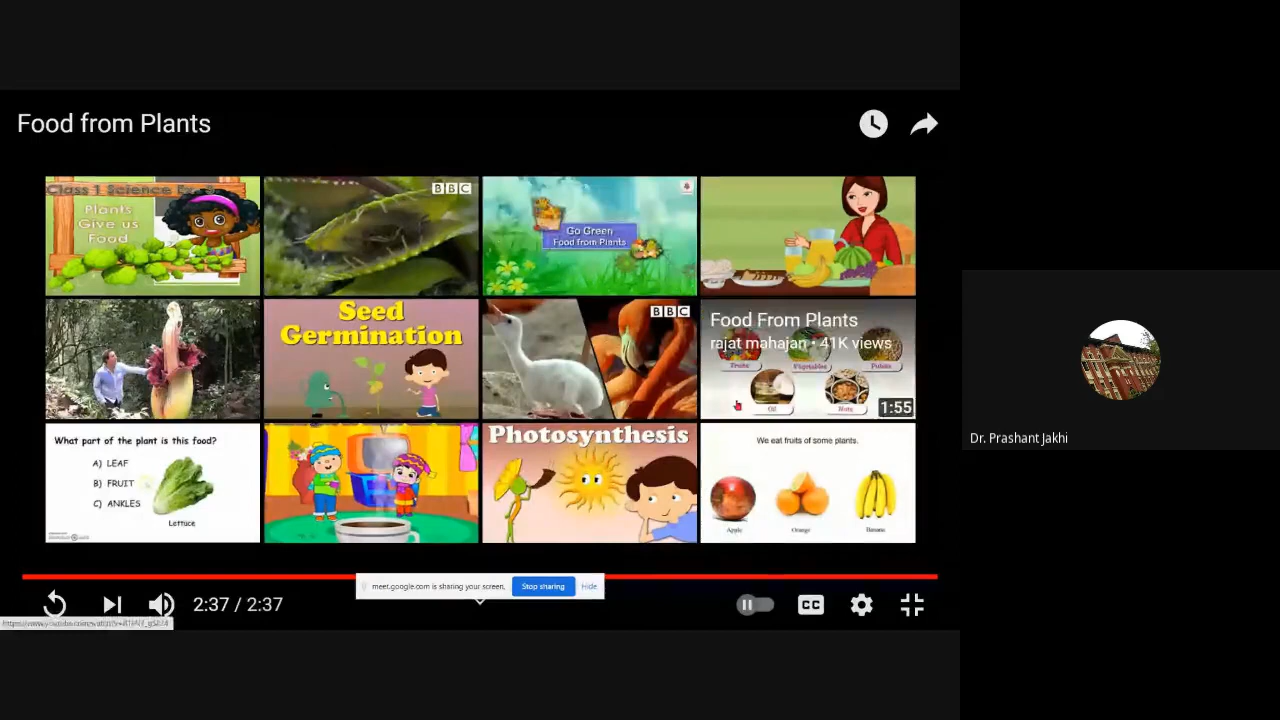 Food from Plants
Class 1 Science
Plants
Give us
Food
BBC
Go Green
Food from Plants
Seed
Germination
BBC
Food From Plants
rajat mahajan • 41K views
Fruits
Vegetables
Pulses
Oil
Nuts
1:55
What part of the plant is this food?
A) LEAF
B) FRUIT
C) ANKLES
Lettuce
Photosynthesis
We eat fruits of some plants.
Apple
Orange
Banana
meet.google.com is sharing your screen.
Stop sharing
Hide
2:37 / 2:37
CC
Dr. Prashant Jakhi